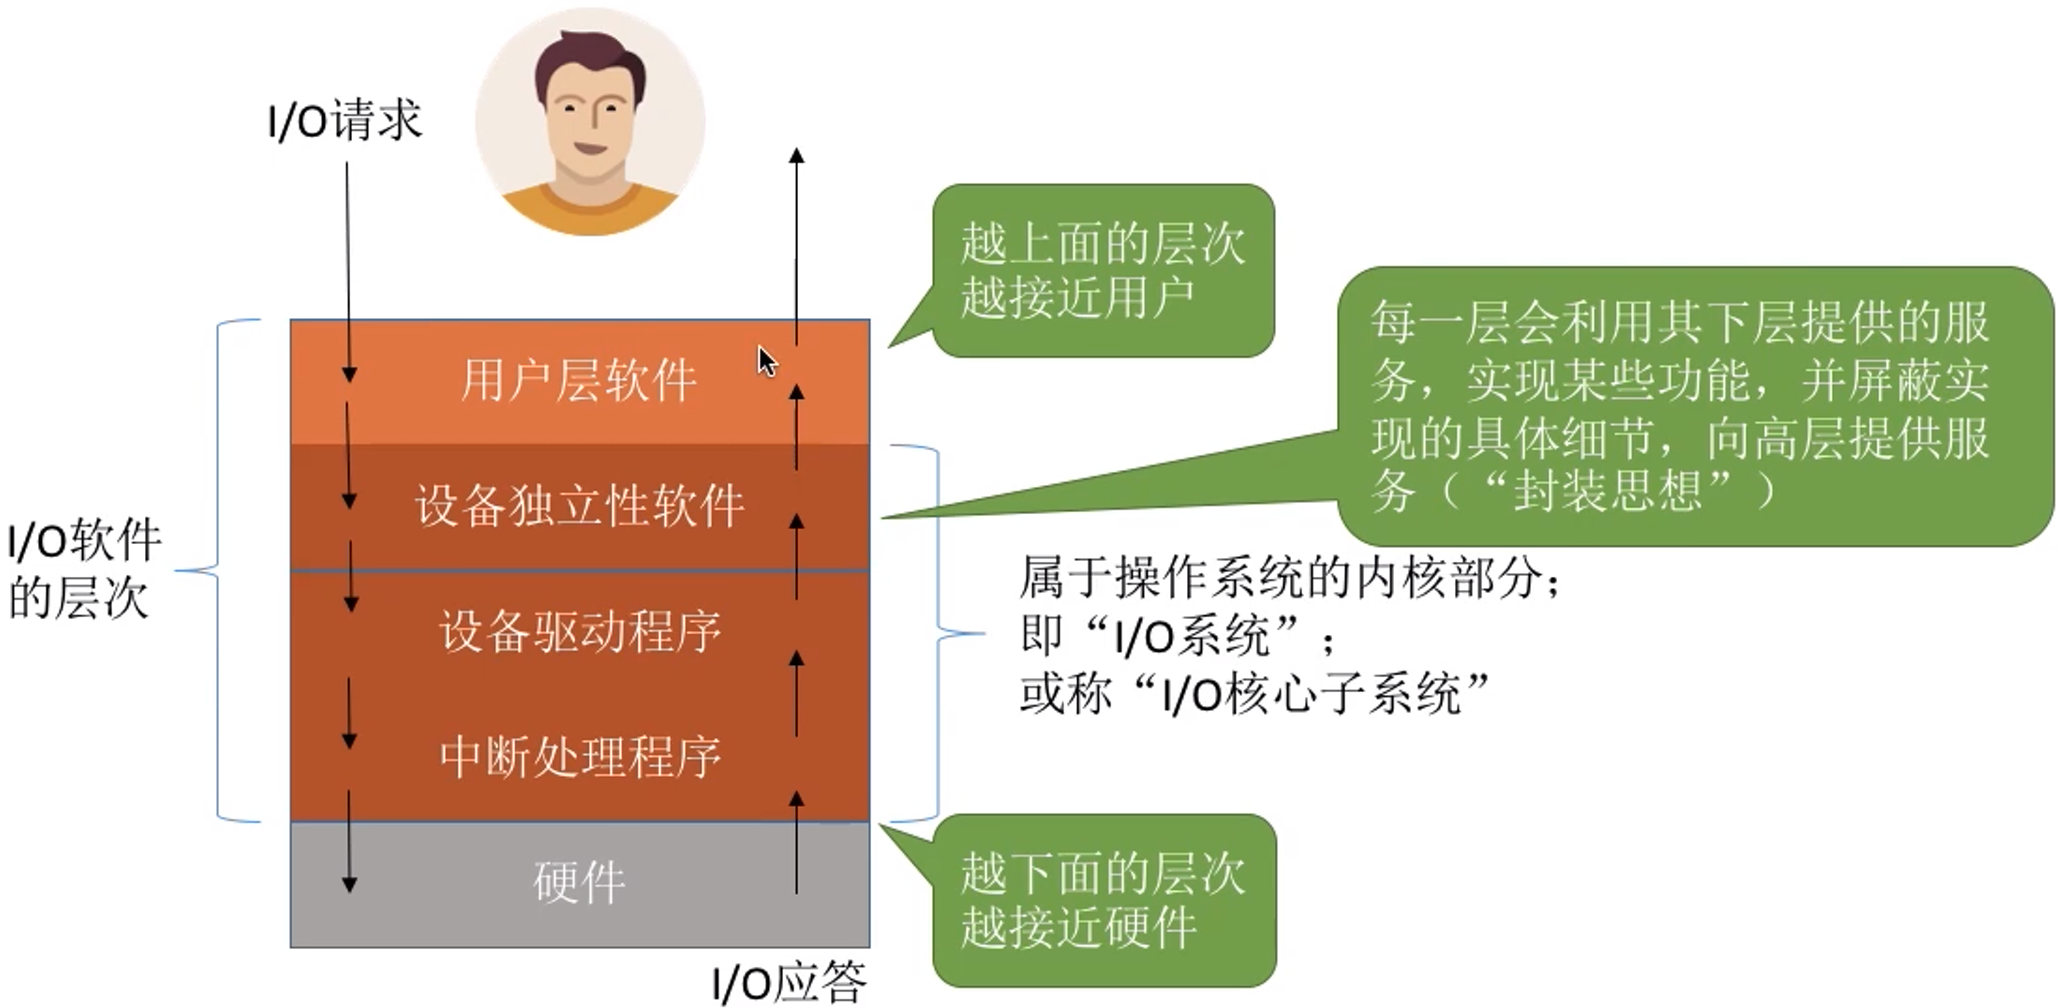 I/O请求
越上面的层次
越接近用户
每一层会利用其下层提供的服
务，实现某些功能，并屏蔽实
现的具体细节，向高层提供服
务（“封装思想”）
用户层软件
设备独立性软件
I/O软件
的层次
设备驱动程序
中断处理程序
属于操作系统的内核部分；
即“I/O系统”；
或称“I/O核心子系统”
硬件
越下面的层次
越接近硬件
I/O应答